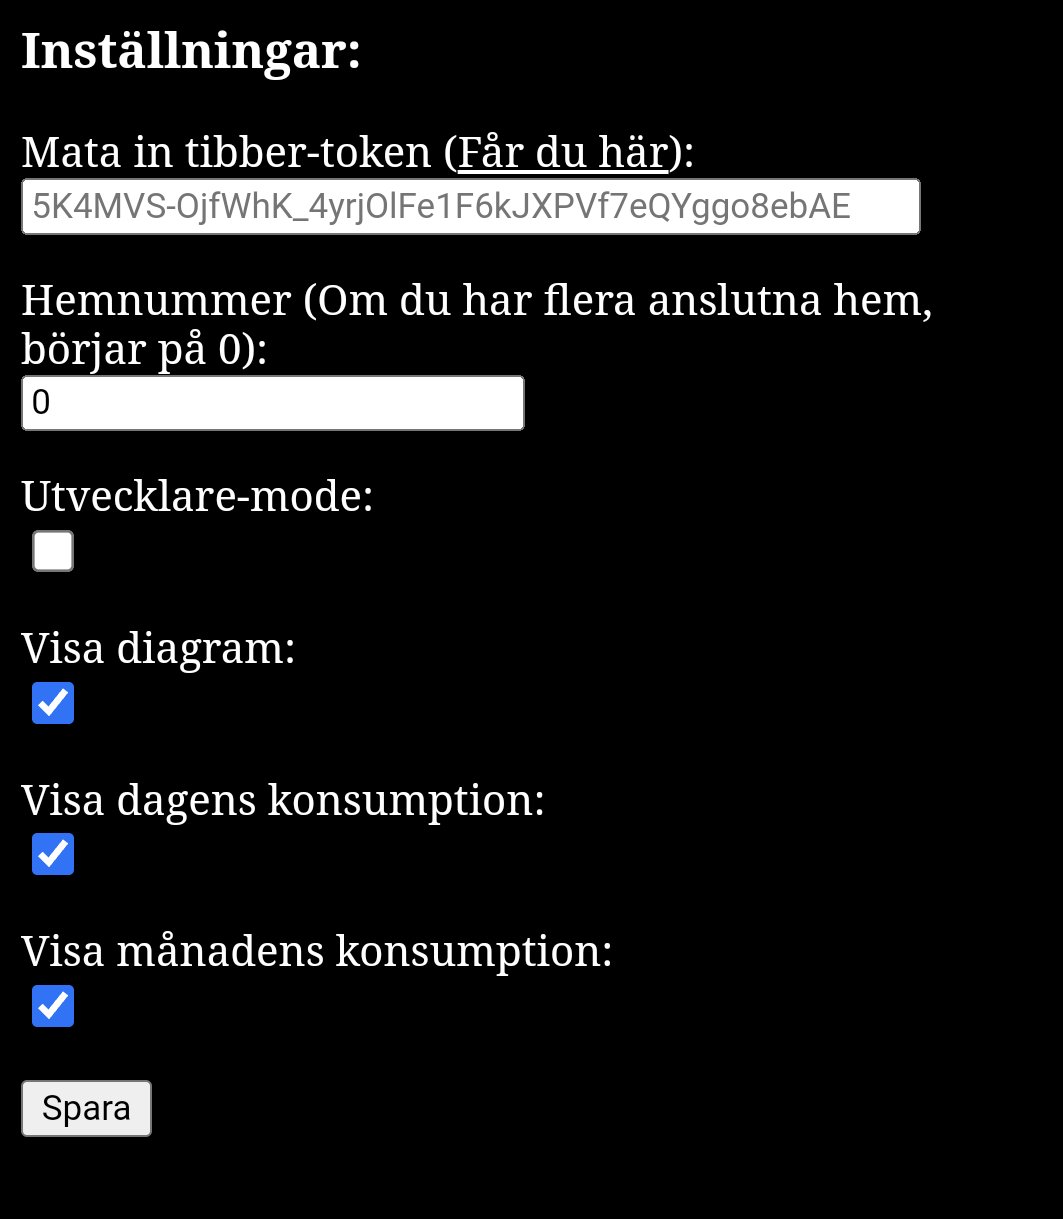 Inställningar:
Mata in tibber-token (Får du här):
5K4MVS-OjfWhK_4yrjOlFe1F6kJXPVf7eQYggo8ebAE
Hemnummer (Om du har flera anslutna hem,
börjar på 0):
0
Utvecklare-mode:
Visa diagram:
Visa dagens konsumption:
Visa månadens konsumption:
Spara